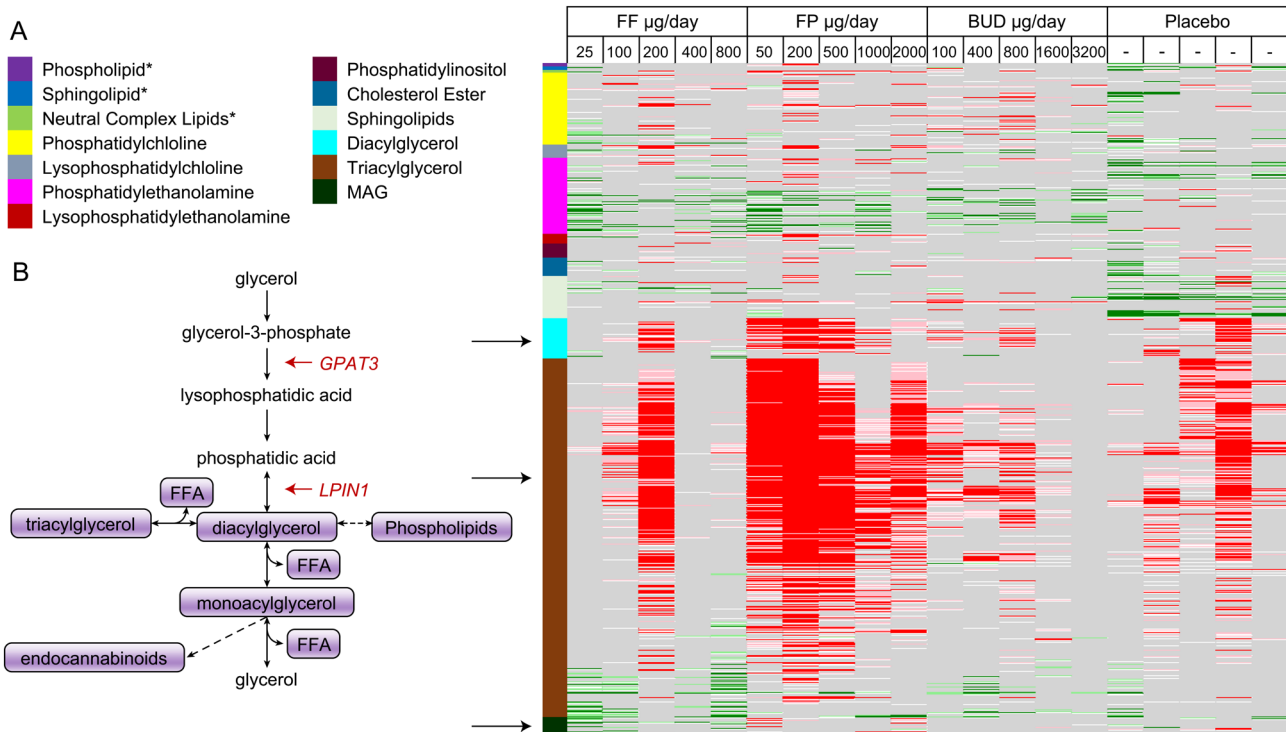 A
Phospholipid*
Sphingolipid*
Neutral Complex Lipids*
Phosphatidylchloline
Lysophosphatidylchloline
Phosphatidylethanolamine
Lysophosphatidylethanolamine
Phosphatidylinositol
Cholesterol Ester
Sphingolipids
Diacylglycerol
Triacylglycerol
MAG
FF µg/day FP µg/day BUD µg/day Placebo
25 100 200 400 800 50 200 500 1000 2000 100 400 800 1600 3200 - - - - -
B
glycerol
glycerol-3-phosphate
GPAT3
lysophosphatidic acid
phosphatidic acid
LPIN1
FFA
triacylglycerol diacylglycerol Phospholipids
FFA
monoacylglycerol
FFA
endocannabinoids
glycerol